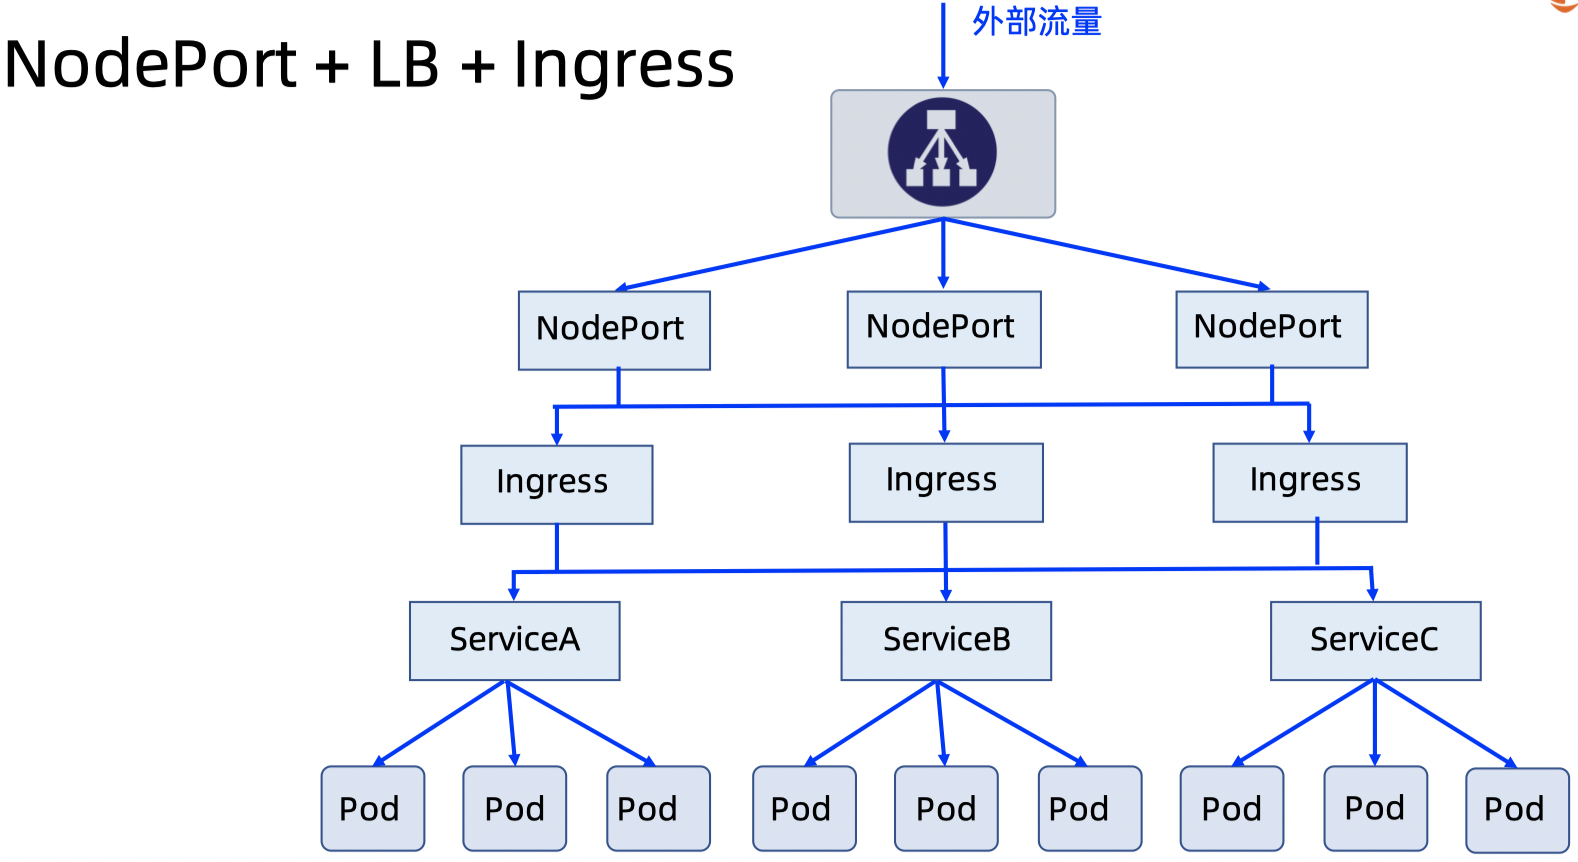 外部流量
NodePort + LB + Ingress
NodePort
NodePort
NodePort
Ingress
Ingress
Ingress
ServiceA
ServiceB
ServiceC
Pod
Pod
Pod
Pod
Pod
Pod
Pod
Pod
Pod